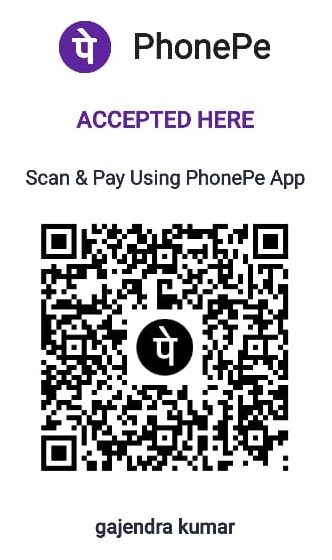 पे PhonePe
ACCEPTED HERE
Scan & Pay Using PhonePe App
पे
gajendra kumar